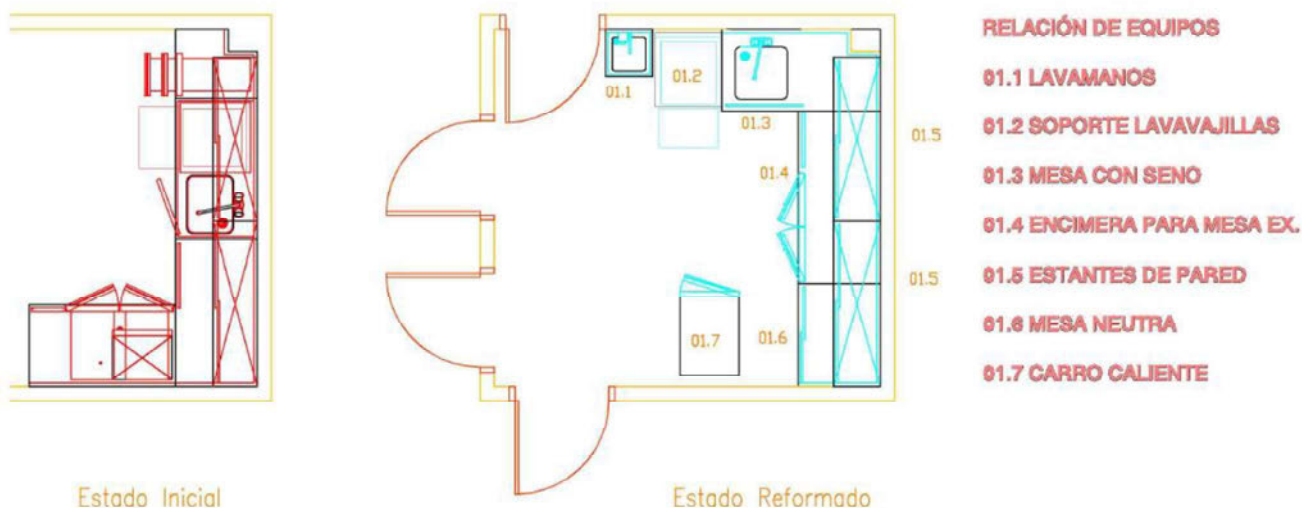 RELACIÓN DE EQUIPOS
01.1 LAVAMANOS
01.2 SOPORTE LAVAVAJILLAS
01.3 MESA CON SENO
01.4 ENCIMERA PARA MESA EX.
01.5 ESTANTES DE PARED
01.6 MESA NEUTRA
01.7 CARRO CALIENTE
01.1
01.2
01.3
01.5
01.4
01.5
01.7
01.6
Estado Inicial
Estado Reformado